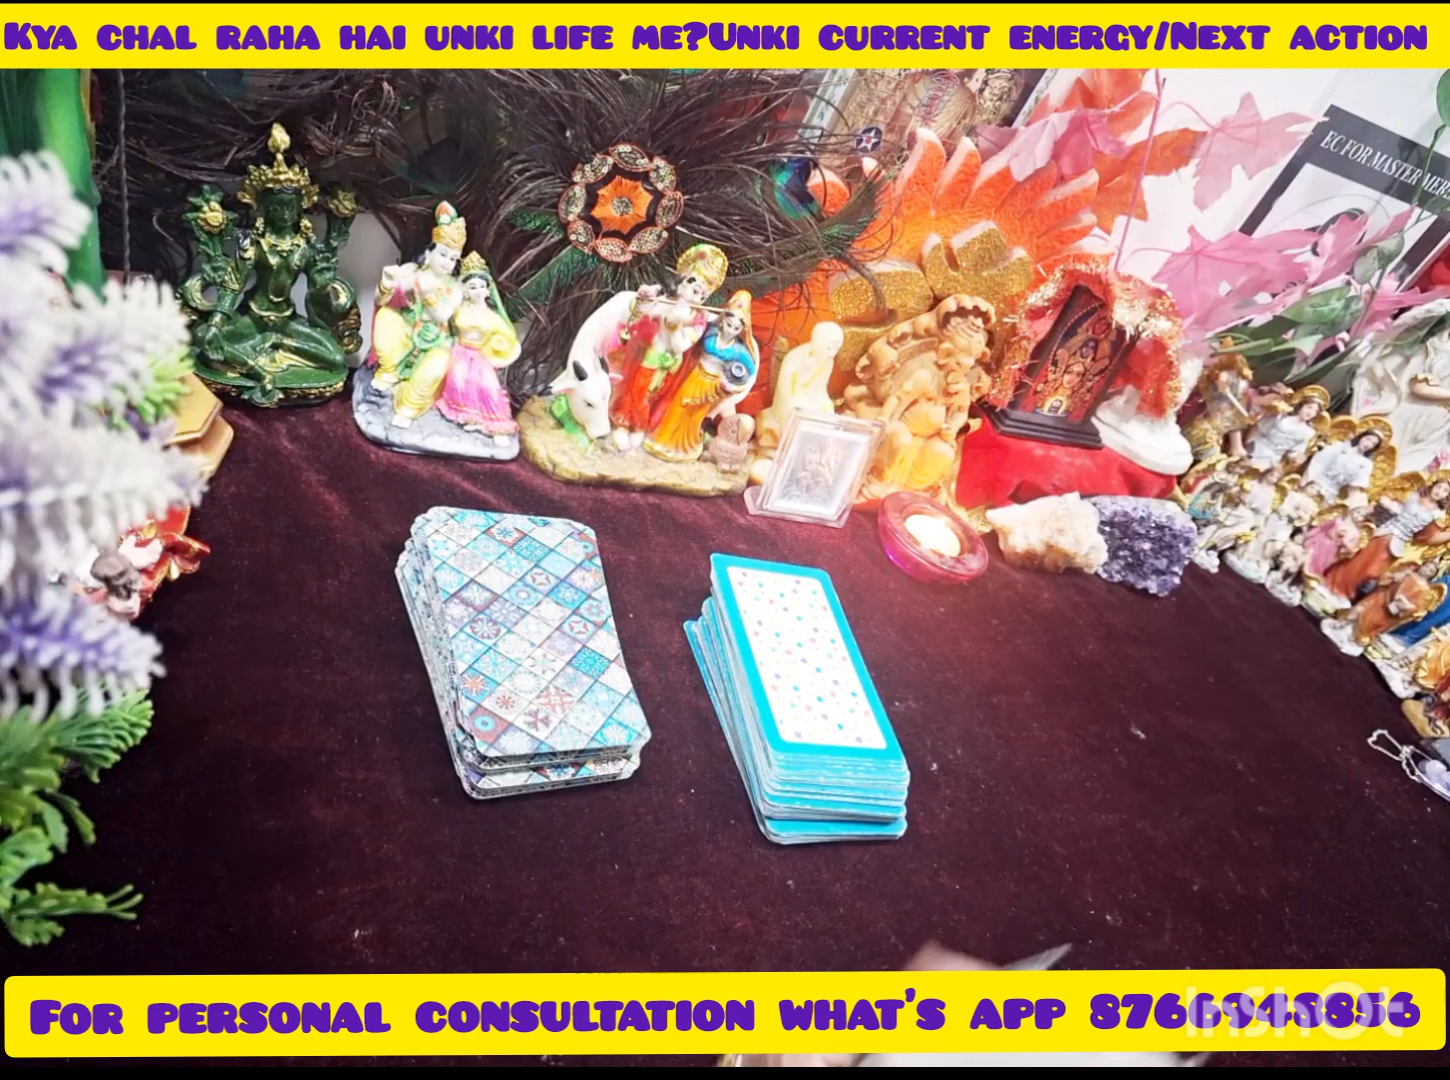 Kya chal raha hai unki life me?Unki current energy/Next action
EC FOR MASTER
For personal consultation what's app
InShOt